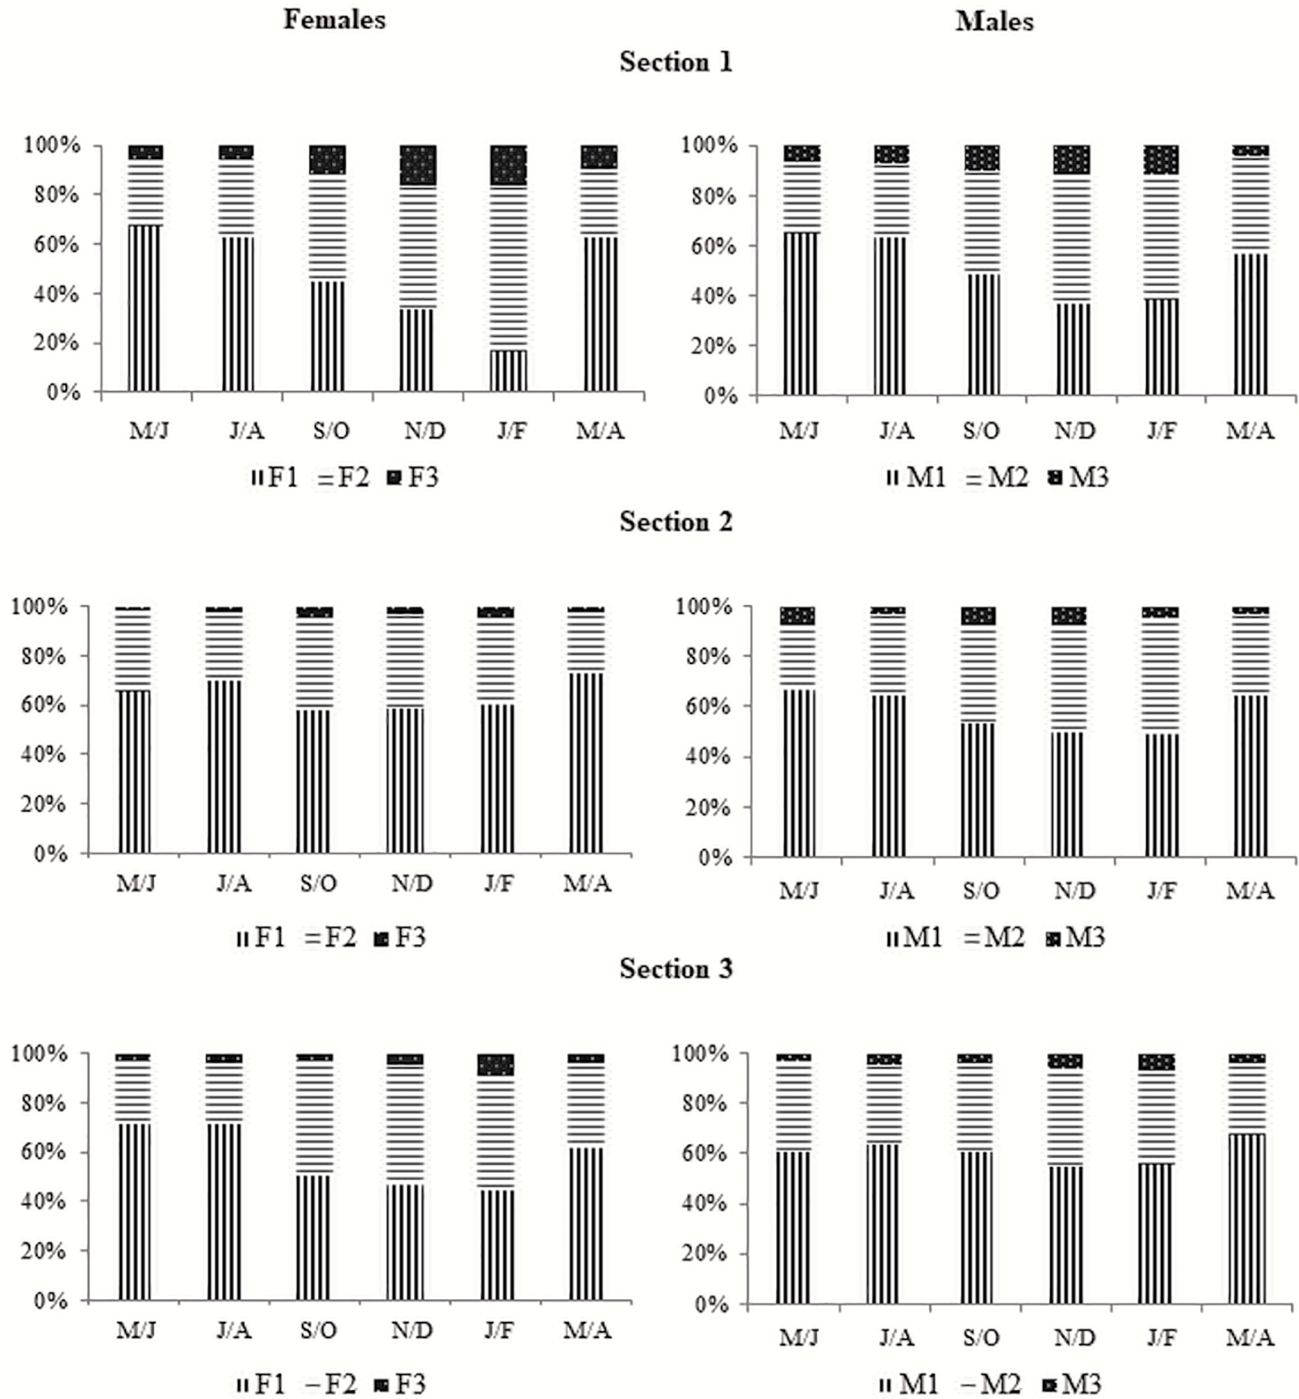 Females Males
Section 1
100% 100%
80% 80%
60% 60%
40% 40%
20% 20%
0% 0%
M/J J/A S/O N/D J/F M/A M/J J/A S/O N/D J/F M/A
F1 F2 F3 M1 M2 M3
Section 2
100% 100%
80% 80%
60% 60%
40% 40%
20% 20%
0% 0%
M/J J/A S/O N/D J/F M/A M/J J/A S/O N/D J/F M/A
F1 F2 F3 M1 M2 M3
Section 3
100% 100%
80% 80%
60% 60%
40% 40%
20% 20%
0% 0%
M/J J/A S/O N/D J/F M/A M/J J/A S/O N/D J/F M/A
F1 F2 F3 M1 M2 M3